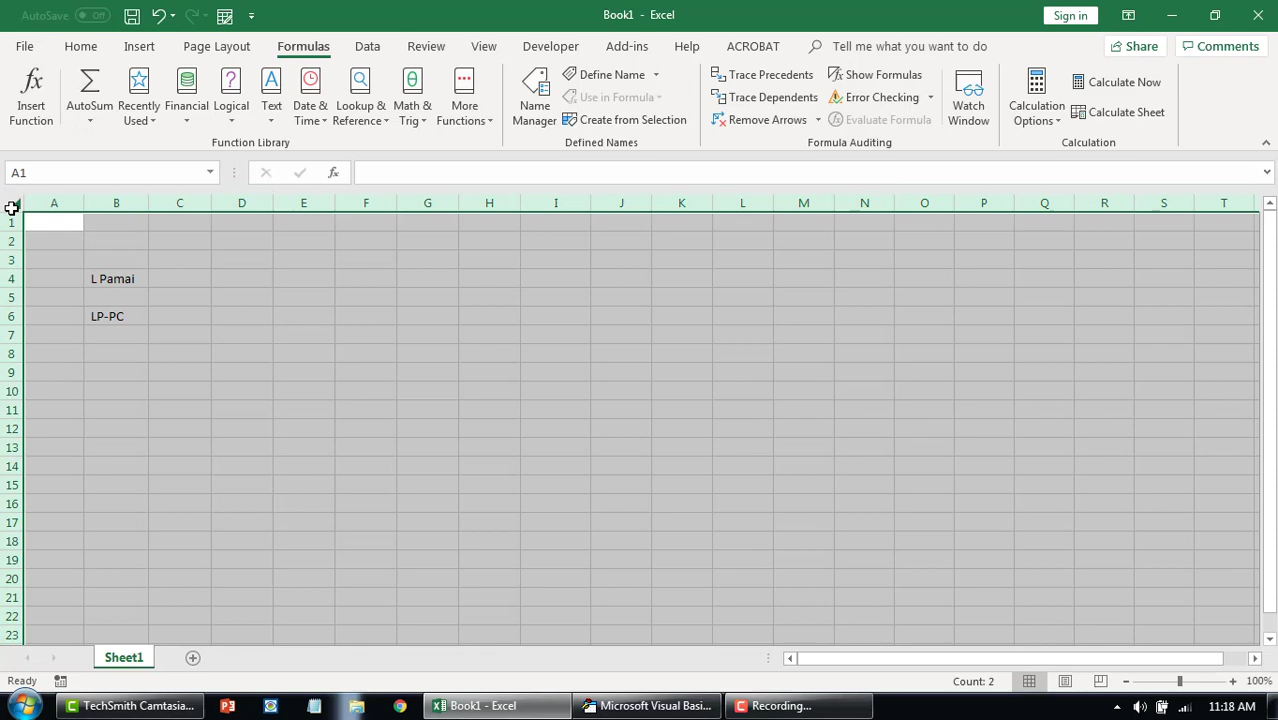 AutoSave Off Book1 - Excel Sign in
File Home Insert Page Layout Formulas Data Review View Developer Add-ins Help ACROBAT Tell me what you want to do Share Comments
Insert Function
AutoSum
Recently Used
Financial
Logical
Text
Date & Time
Lookup & Reference
Math & Trig
More Functions
Function Library
Name Manager
Define Name
Use in Formula
Create from Selection
Defined Names
Trace Precedents
Trace Dependents
Remove Arrows
Show Formulas
Error Checking
Evaluate Formula
Formula Auditing
Watch Window
Calculation Options
Calculate Now
Calculate Sheet
Calculation
A1 fx
A B C D E F G H I J K L M N O P Q R S T
1
2
3
4 L Pamai
5
6 LP-PC
7
8
9
10
11
12
13
14
15
16
17
18
19
20
21
22
23
Sheet1
Ready Count: 2 100%
TechSmith Camtasia... Book1 - Excel Microsoft Visual Basi... Recording... 11:18 AM